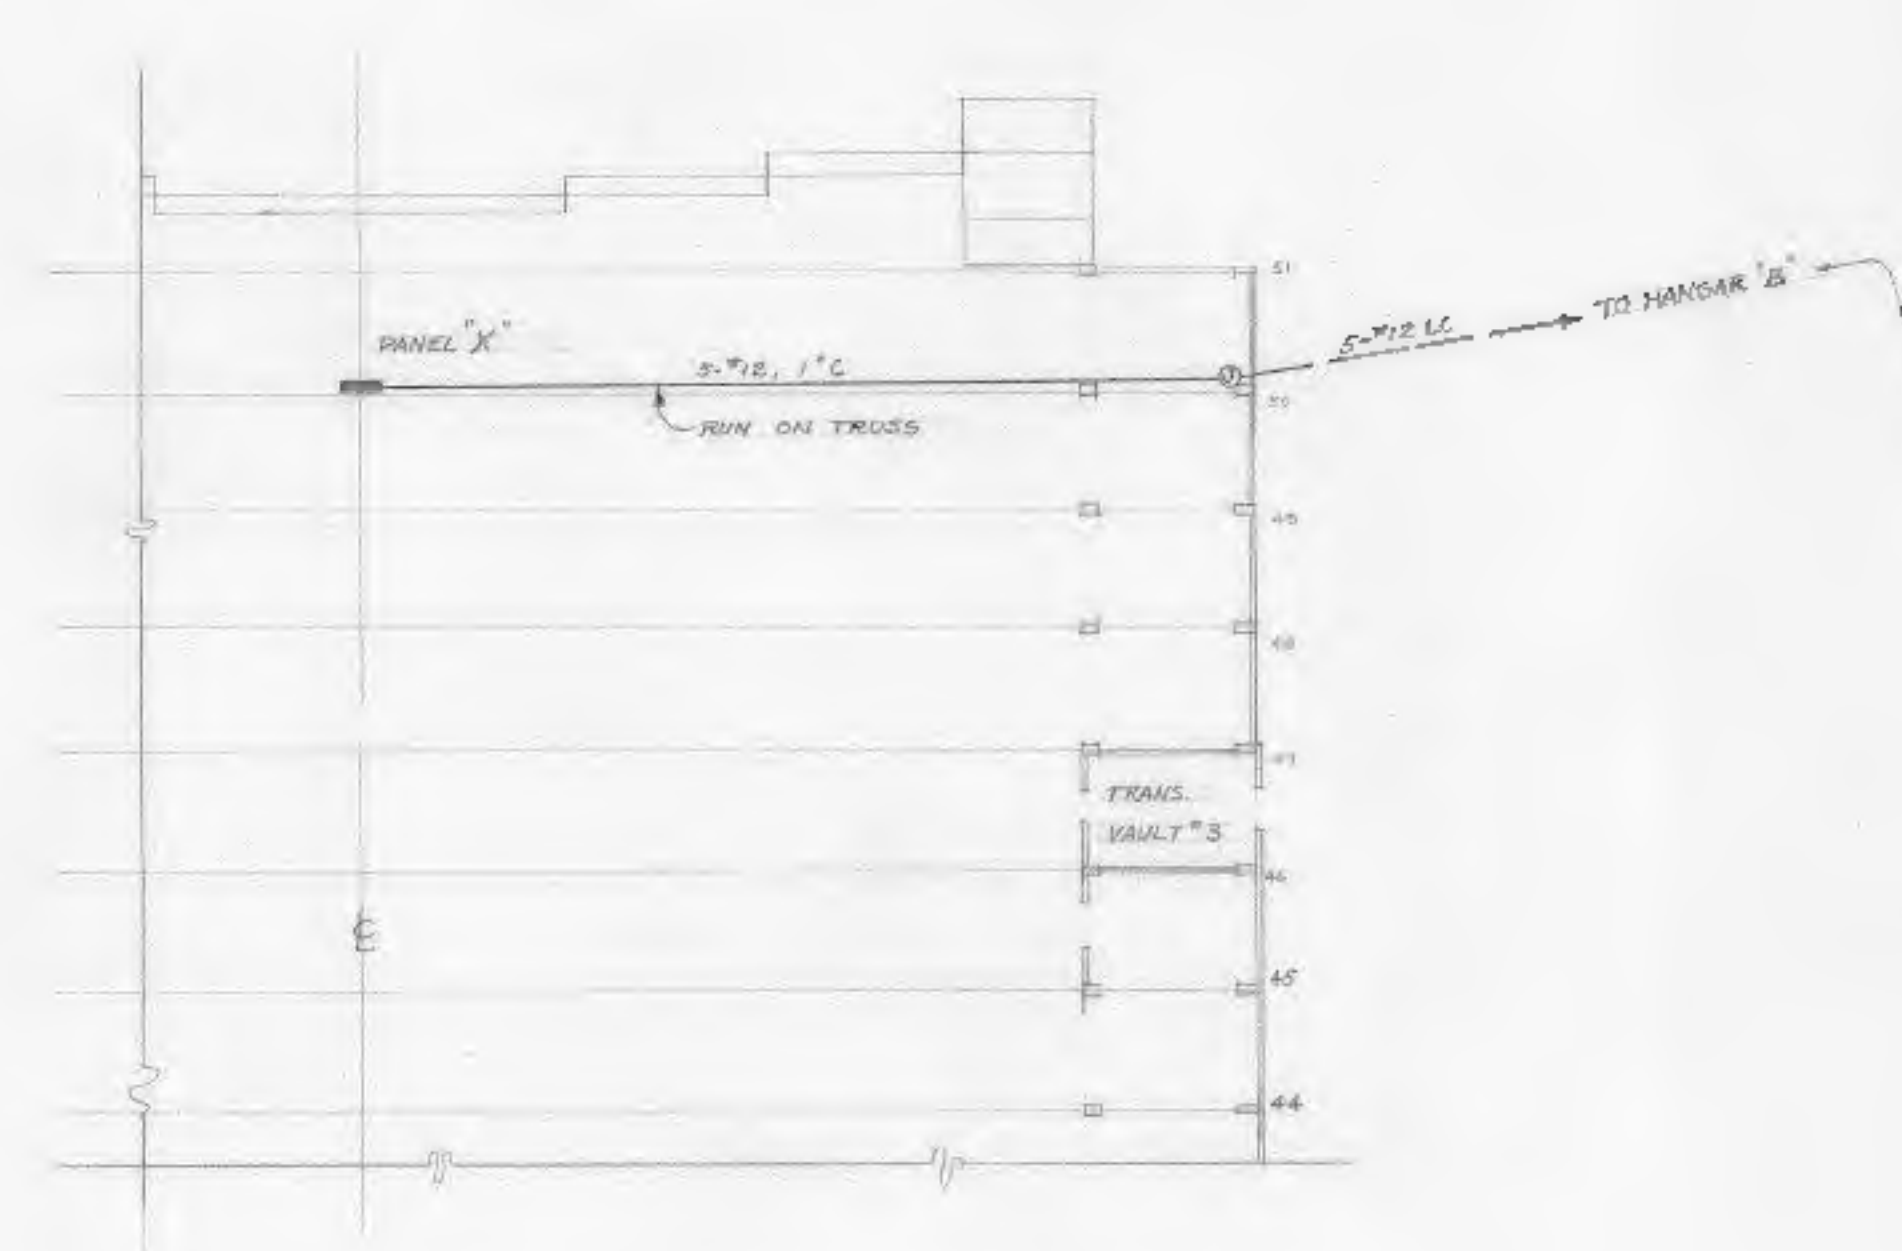 51
PANEL "X"
5-#12, 1"C
RUN ON TRUSS
J
5-#12 LC
TO HANGAR "B"
50
49
48
47
TRANS.
VAULT #3
46
℄
45
44